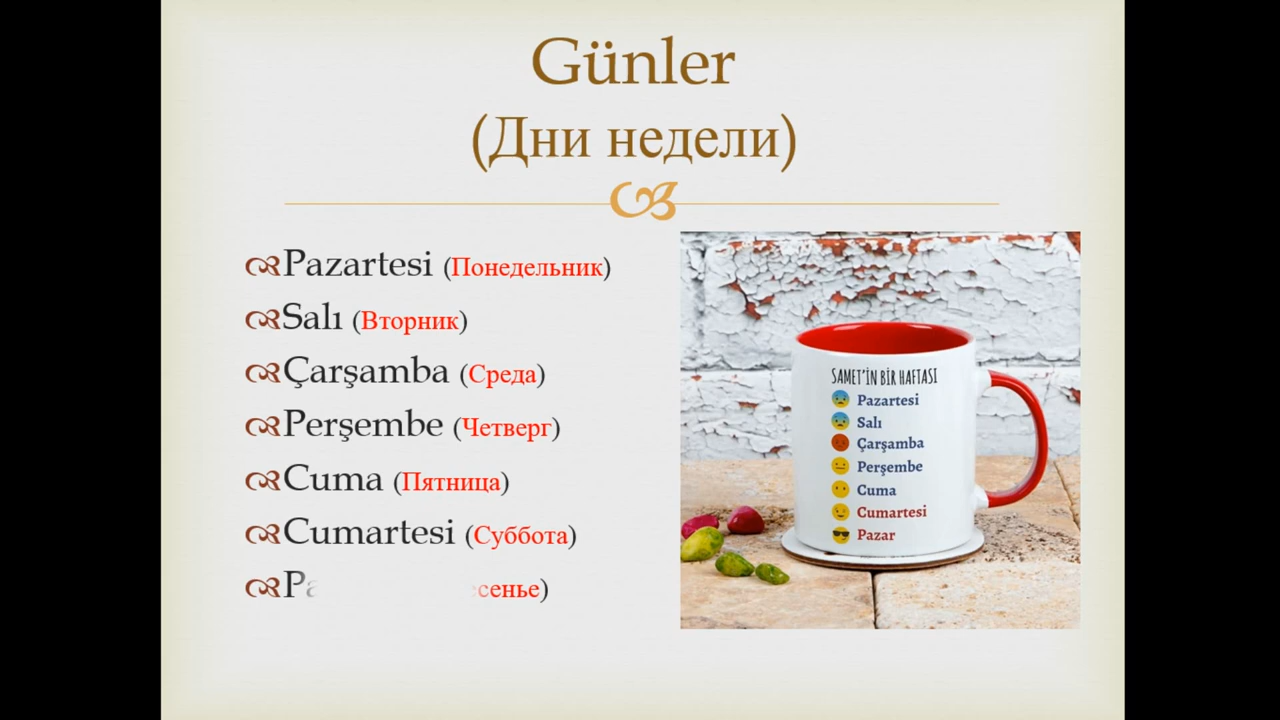 Günler
(Дни недели)
Pazartesi (Понедельник)
Salı (Вторник)
Çarşamba (Среда)
Perşembe (Четверг)
Cuma (Пятница)
Cumartesi (Суббота)
SAMET'İN BİR HAFTASI
Pazartesi
Salı
Çarşamba
Perşembe
Cuma
Cumartesi
Pazar